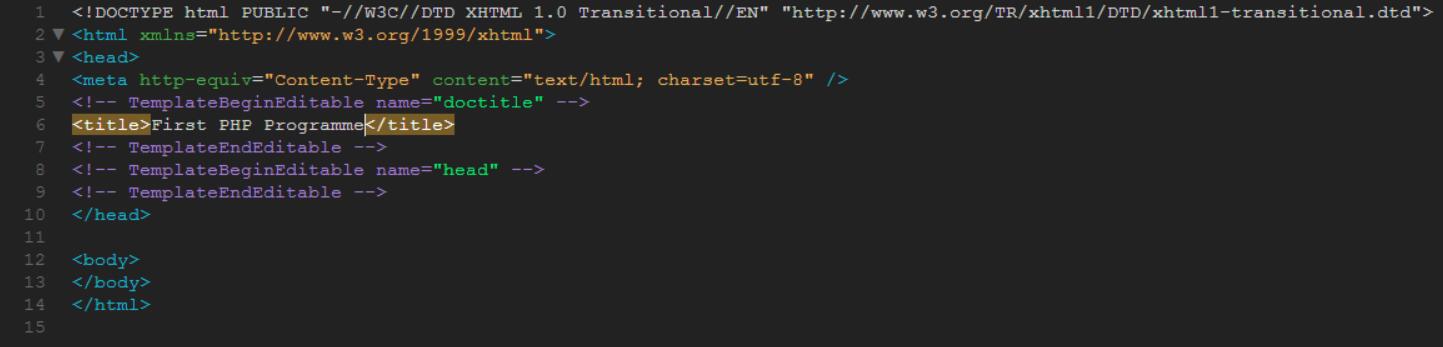 1 <!DOCTYPE html PUBLIC "-//W3C//DTD XHTML 1.0 Transitional//EN" "http://www.w3.org/TR/xhtml1/DTD/xhtml1-transitional.dtd">
2 <html xmlns="http://www.w3.org/1999/xhtml">
3 <head>
4 <meta http-equiv="Content-Type" content="text/html; charset=utf-8" />
5 <!-- TemplateBeginEditable name="doctitle" -->
6 <title>First PHP Programme</title>
7 <!-- TemplateEndEditable -->
8 <!-- TemplateBeginEditable name="head" -->
9 <!-- TemplateEndEditable -->
10 </head>
11
12 <body>
13 </body>
14 </html>
15